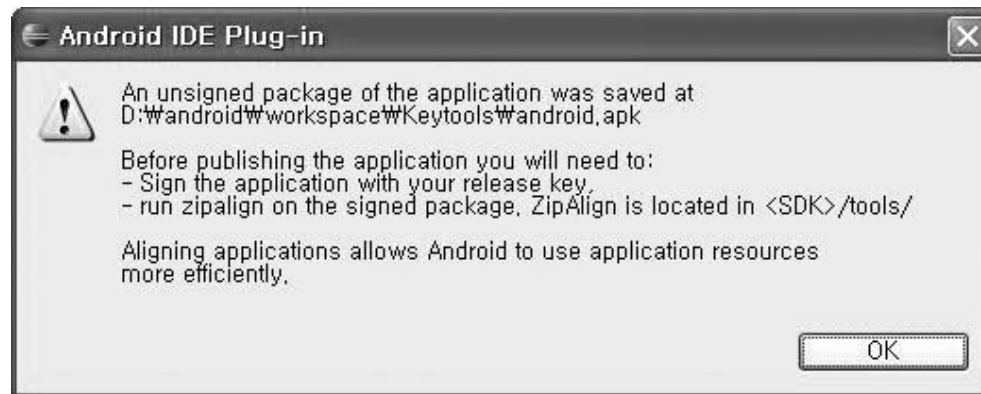 Android IDE Plug-in
An unsigned package of the application was saved at
D:₩android₩workspace₩Keytools₩android.apk
Before publishing the application you will need to:
- Sign the application with your release key,
- run zipalign on the signed package, ZipAlign is located in <SDK>/tools/
Aligning applications allows Android to use application resources
more efficiently,
OK